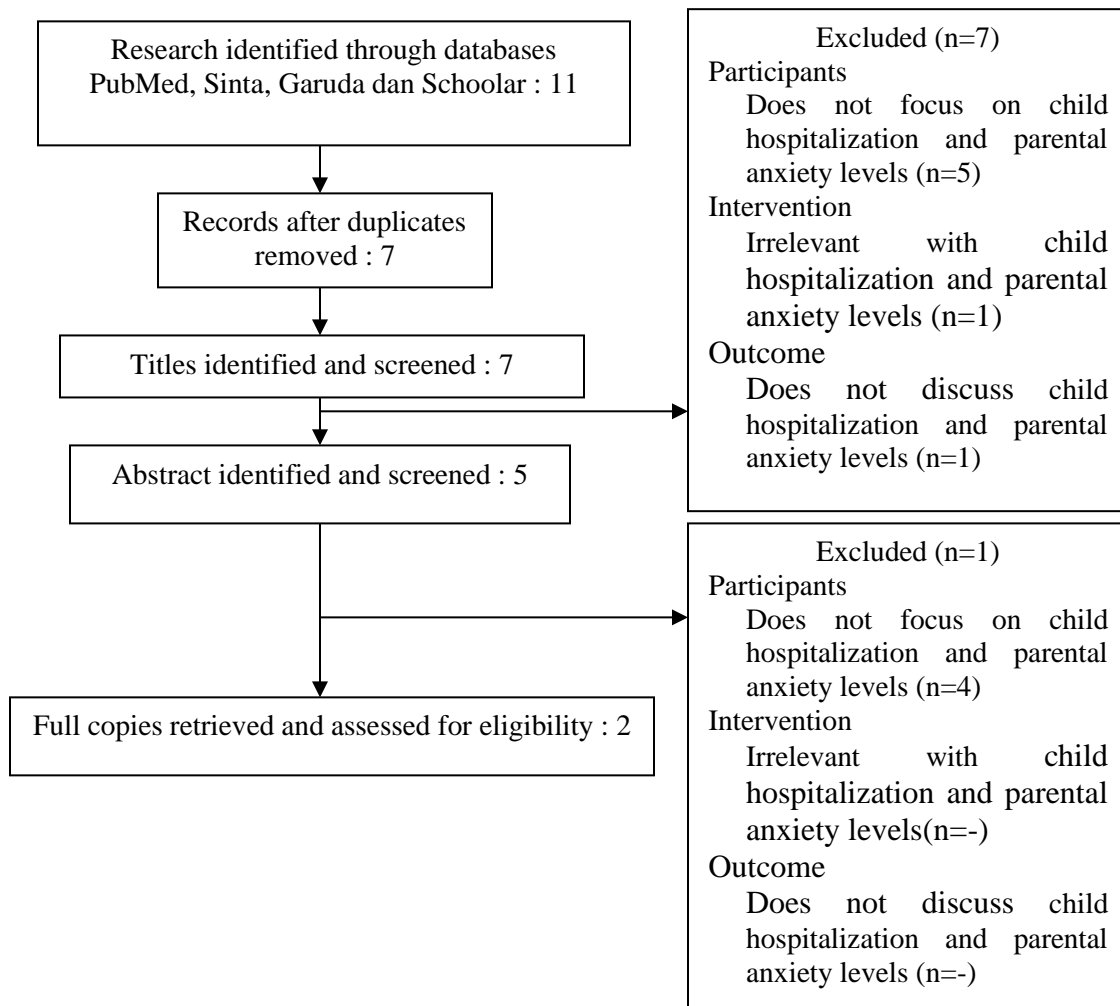 Research identified through databases
PubMed, Sinta, Garuda dan Schoolar : 11
Records after duplicates
removed : 7
Titles identified and screened : 7
Abstract identified and screened : 5
Full copies retrieved and assessed for eligibility : 2
Excluded (n=7)
Participants
Does not focus on child
hospitalization and parental
anxiety levels (n=5)
Intervention
Irrelevant with child
hospitalization and parental
anxiety levels (n=1)
Outcome
Does not discuss child
hospitalization and parental
anxiety levels (n=1)
Excluded (n=1)
Participants
Does not focus on child
hospitalization and parental
anxiety levels (n=4)
Intervention
Irrelevant with child
hospitalization and parental
anxiety levels(n=-)
Outcome
Does not discuss child
hospitalization and parental
anxiety levels (n=-)